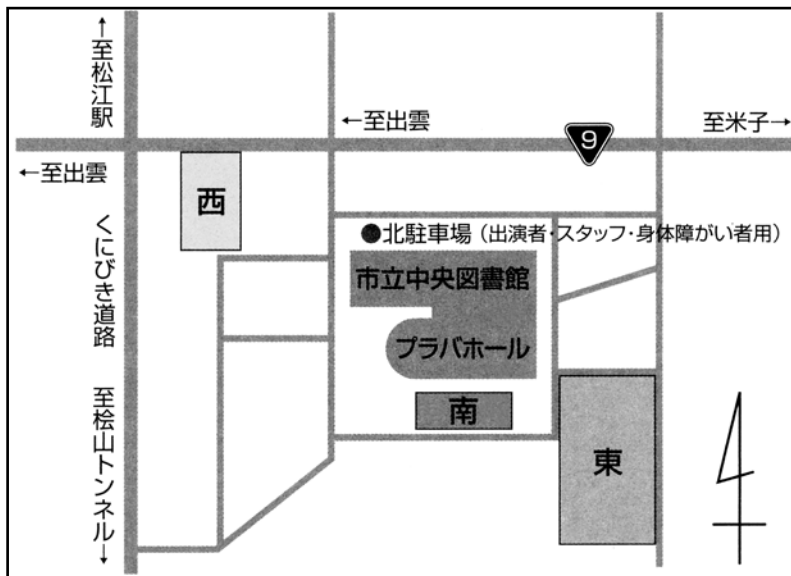 ↑至松江駅
←至出雲
9
至米子→
←至出雲
西
くにびき道路
●北駐車場（出演者・スタッフ・身体障がい者用）
市立中央図書館
プラバホール
南
東
至桧山トンネル↓